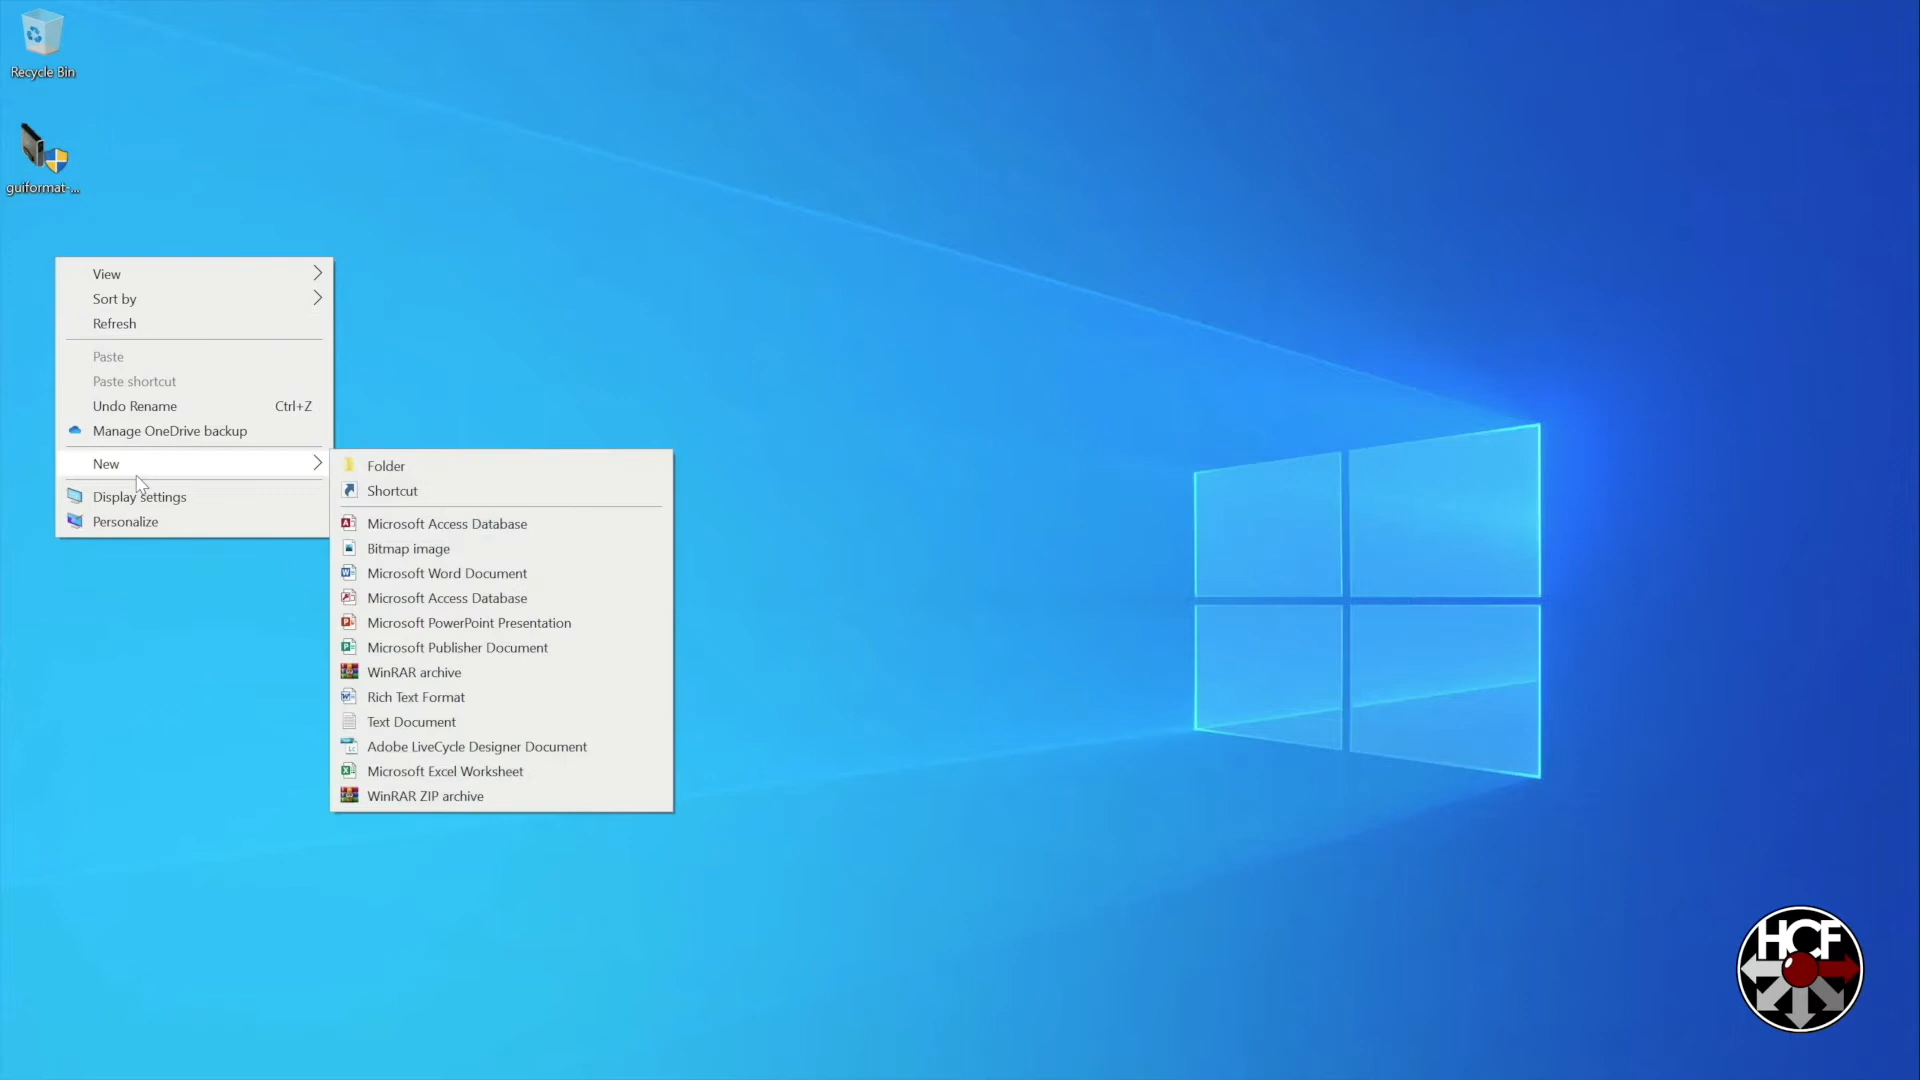 Recycle Bin
guiformat-...
View
Sort by
Refresh
Paste
Paste shortcut
Undo Rename Ctrl+Z
Manage OneDrive backup
New
Display settings
Personalize
Folder
Shortcut
Microsoft Access Database
Bitmap image
Microsoft Word Document
Microsoft Access Database
Microsoft PowerPoint Presentation
Microsoft Publisher Document
WinRAR archive
Rich Text Format
Text Document
Adobe LiveCycle Designer Document
Microsoft Excel Worksheet
WinRAR ZIP archive
HCF